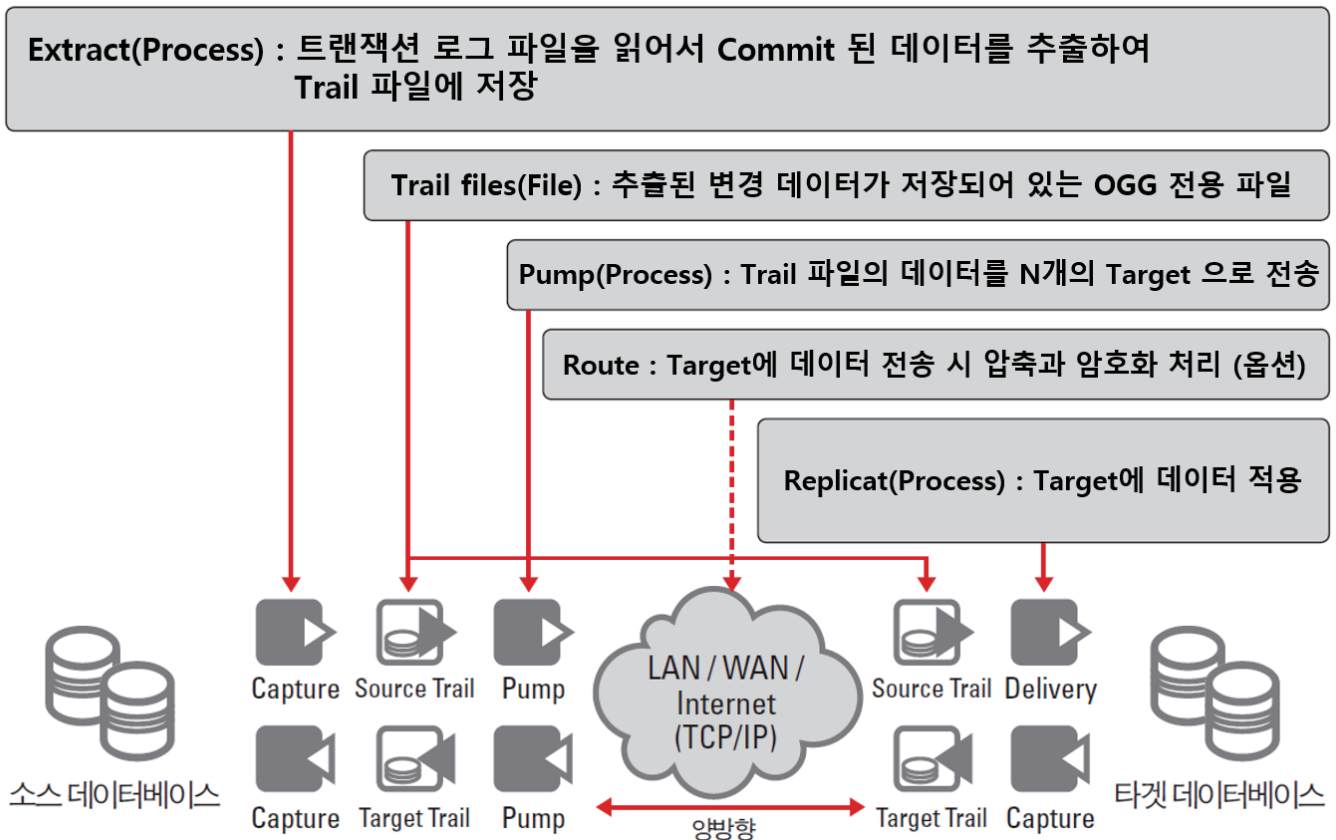 Extract(Process) : 트랜잭션 로그 파일을 읽어서 Commit 된 데이터를 추출하여
Trail 파일에 저장
Trail files(File) : 추출된 변경 데이터가 저장되어 있는 OGG 전용 파일
Pump(Process) : Trail 파일의 데이터를 N개의 Target 으로 전송
Route : Target에 데이터 전송 시 압축과 암호화 처리 (옵션)
Replicat(Process) : Target에 데이터 적용
Capture Source Trail Pump
LAN / WAN /
Internet
(TCP/IP)
Source Trail Delivery
소스 데이터베이스
Capture Target Trail Pump
양방향
Target Trail Capture
타겟 데이터베이스